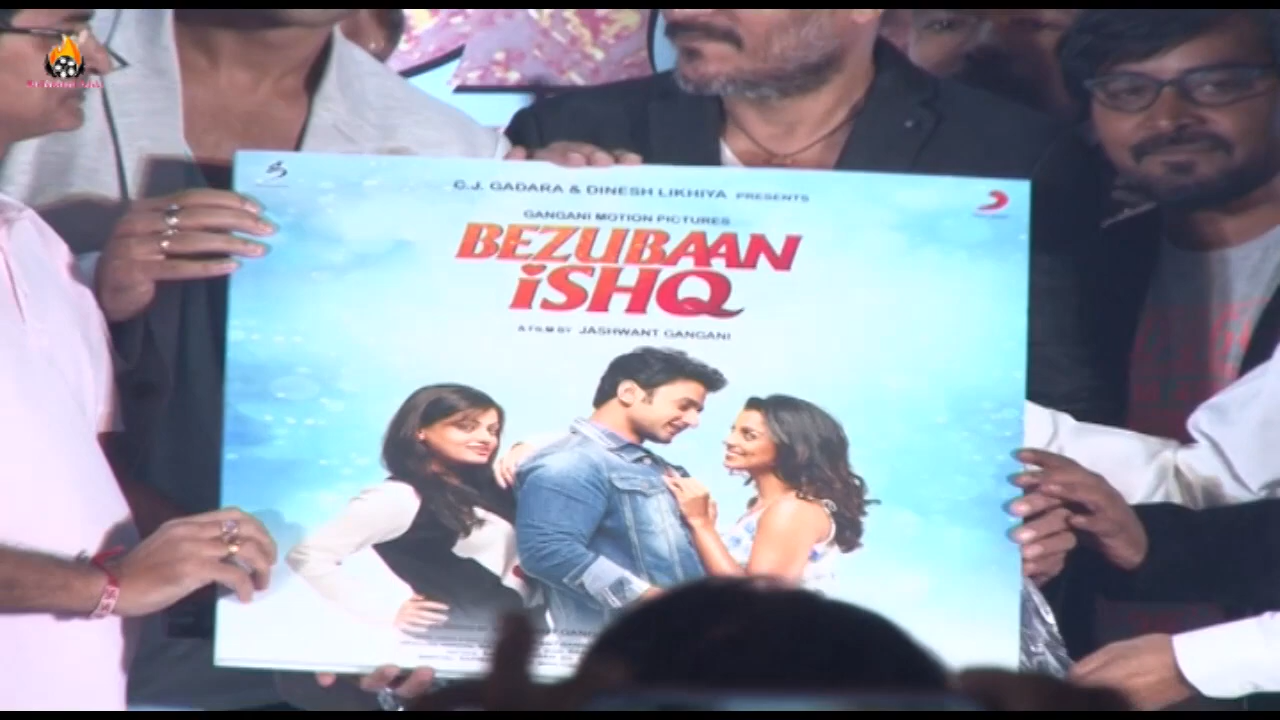 C.J. GADARA & DINESH LIKHIYA PRESENTS
GANGANI MOTION PICTURES
BEZUBAAN
iSHQ
A FILM BY JASHWANT GANGANI